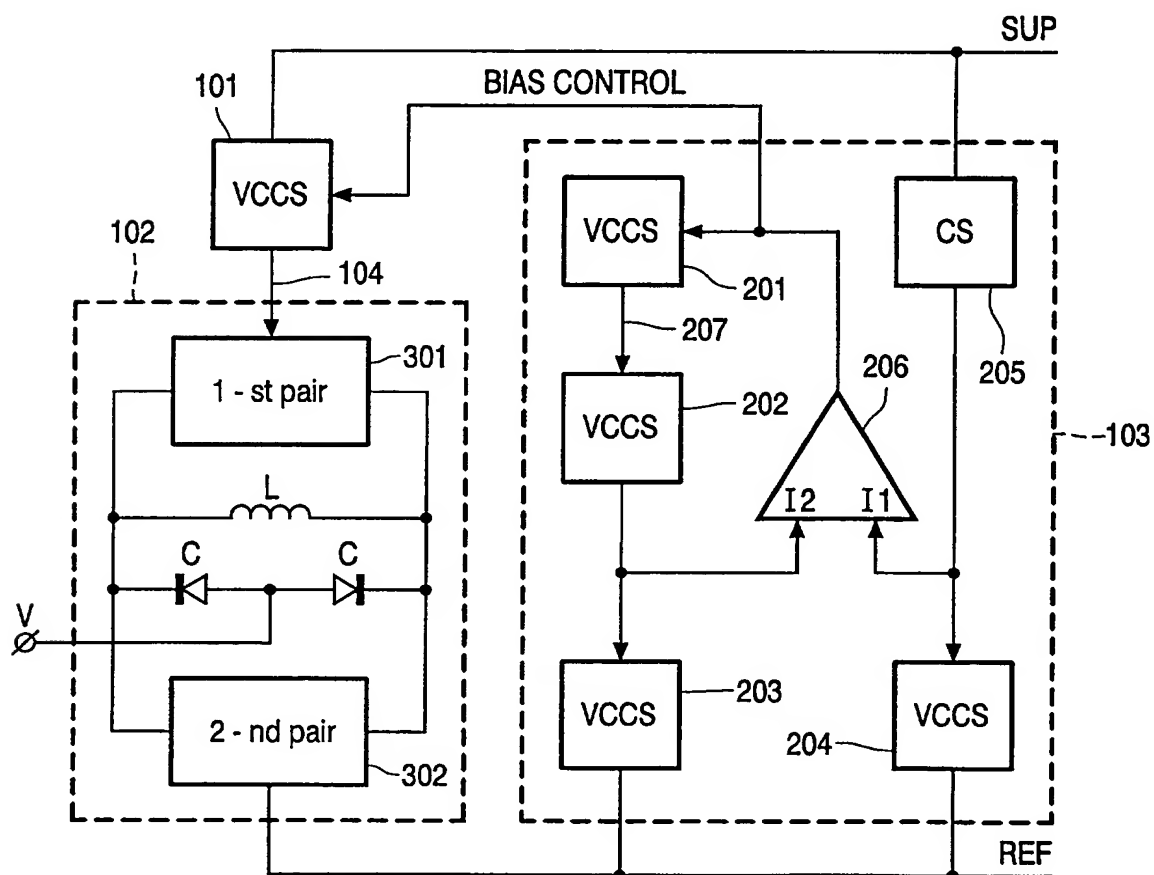 SUP
BIAS CONTROL
101
VCCS
102
104
VCCS
201
CS
205
207
206
301
1 - st pair
202
VCCS
103
I2 I1
L
C C
V
VCCS
203
VCCS
204
2 - nd pair
302
REF